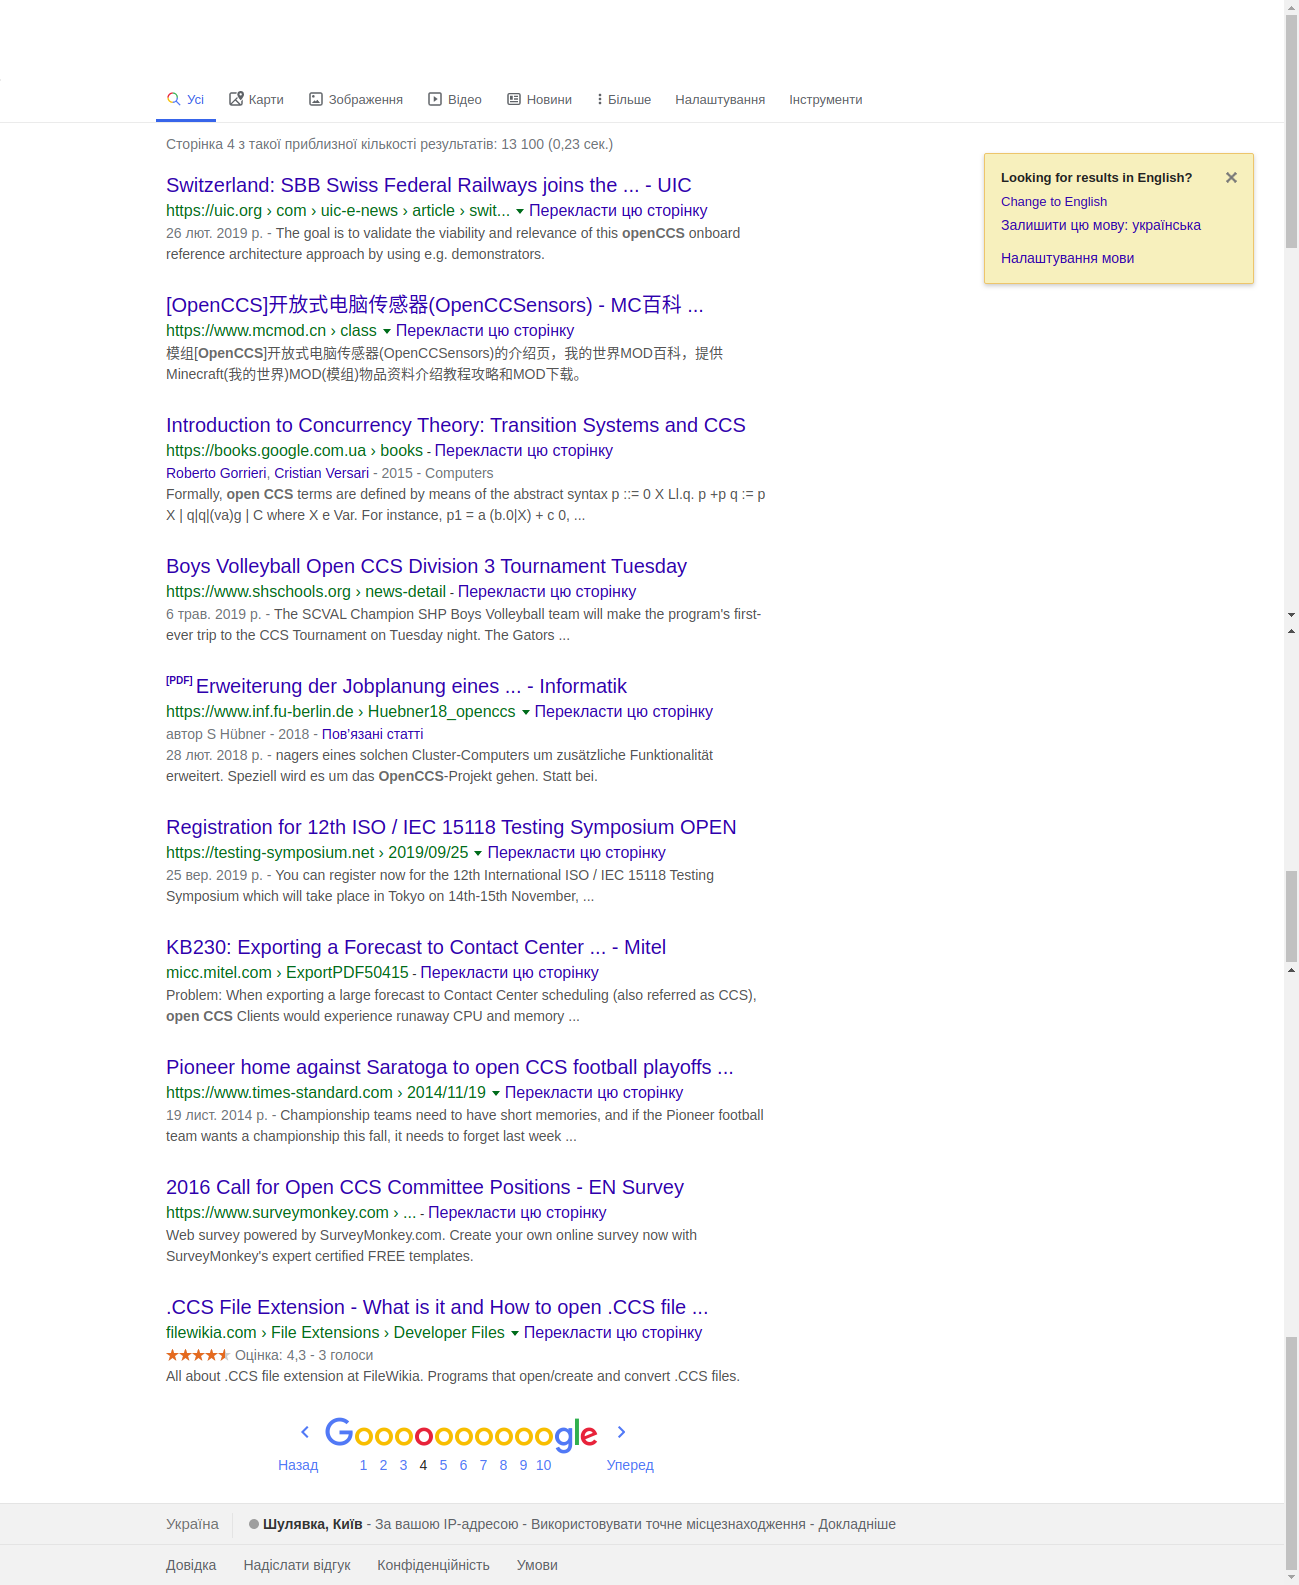 Усі Карти Зображення Відео Новини Більше Налаштування Інструменти
Сторінка 4 з такої приблизної кількості результатів: 13 100 (0,23 сек.)
Looking for results in English?
Change to English
Залишити цю мову: українська
Налаштування мови
Switzerland: SBB Swiss Federal Railways joins the ... - UIC
https://uic.org › com › uic-e-news › article › swit... Перекласти цю сторінку
26 лют. 2019 р. - The goal is to validate the viability and relevance of this openCCS onboard
reference architecture approach by using e.g. demonstrators.
[OpenCCS]开放式电脑传感器(OpenCCSensors) - MC百科 ...
https://www.mcmod.cn › class Перекласти цю сторінку
模组[OpenCCS]开放式电脑传感器(OpenCCSensors)的介绍页，我的世界MOD百科，提供
Minecraft(我的世界)MOD(模组)物品资料介绍教程攻略和MOD下载。
Introduction to Concurrency Theory: Transition Systems and CCS
https://books.google.com.ua › books - Перекласти цю сторінку
Roberto Gorrieri, Cristian Versari - 2015 - Computers
Formally, open CCS terms are defined by means of the abstract syntax p ::= 0 X Ll.q. p +p q := p
X | q|q|(va)g | C where X e Var. For instance, p1 = a (b.0|X) + c 0, ...
Boys Volleyball Open CCS Division 3 Tournament Tuesday
https://www.shschools.org › news-detail - Перекласти цю сторінку
6 трав. 2019 р. - The SCVAL Champion SHP Boys Volleyball team will make the program's first-
ever trip to the CCS Tournament on Tuesday night. The Gators ...
[PDF] Erweiterung der Jobplanung eines ... - Informatik
https://www.inf.fu-berlin.de › Huebner18_openccs Перекласти цю сторінку
автор S Hübner - 2018 - Пов'язані статті
28 лют. 2018 р. - nagers eines solchen Cluster-Computers um zusätzliche Funktionalität
erweitert. Speziell wird es um das OpenCCS-Projekt gehen. Statt bei.
Registration for 12th ISO / IEC 15118 Testing Symposium OPEN
https://testing-symposium.net › 2019/09/25 Перекласти цю сторінку
25 вер. 2019 р. - You can register now for the 12th International ISO / IEC 15118 Testing
Symposium which will take place in Tokyo on 14th-15th November, ...
KB230: Exporting a Forecast to Contact Center ... - Mitel
micc.mitel.com › ExportPDF50415 - Перекласти цю сторінку
Problem: When exporting a large forecast to Contact Center scheduling (also referred as CCS),
open CCS Clients would experience runaway CPU and memory ...
Pioneer home against Saratoga to open CCS football playoffs ...
https://www.times-standard.com › 2014/11/19 Перекласти цю сторінку
19 лист. 2014 р. - Championship teams need to have short memories, and if the Pioneer football
team wants a championship this fall, it needs to forget last week ...
2016 Call for Open CCS Committee Positions - EN Survey
https://www.surveymonkey.com › ... - Перекласти цю сторінку
Web survey powered by SurveyMonkey.com. Create your own online survey now with
SurveyMonkey's expert certified FREE templates.
.CCS File Extension - What is it and How to open .CCS file ...
filewikia.com › File Extensions › Developer Files Перекласти цю сторінку
Оцінка: 4,3 - 3 голоси
All about .CCS file extension at FileWikia. Programs that open/create and convert .CCS files.
Goooooooooogle
Назад 1 2 3 4 5 6 7 8 9 10 Уперед
Україна Шулявка, Київ - За вашою IP-адресою - Використовувати точне місцезнаходження - Докладніше
Довідка Надіслати відгук Конфіденційність Умови